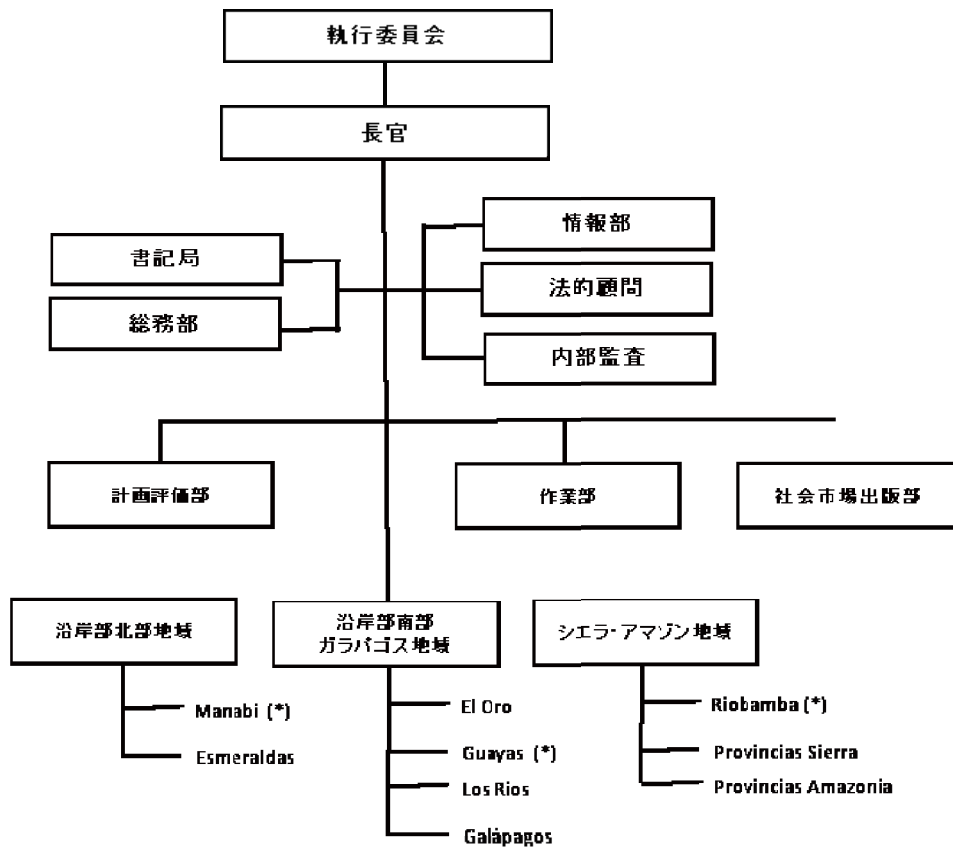 執行委員会
長官
書記局
総務部
情報部
法的顧問
内部監査
計画評価部
作業部
社会市場出版部
沿岸部北部地域
Manabi (*)
Esmeraldas
沿岸部南部
ガラパゴス地域
El Oro
Guayas (*)
Los Rios
Galápagos
シエラ・アマゾン地域
Riobamba (*)
Provincias Sierra
Provincias Amazonia